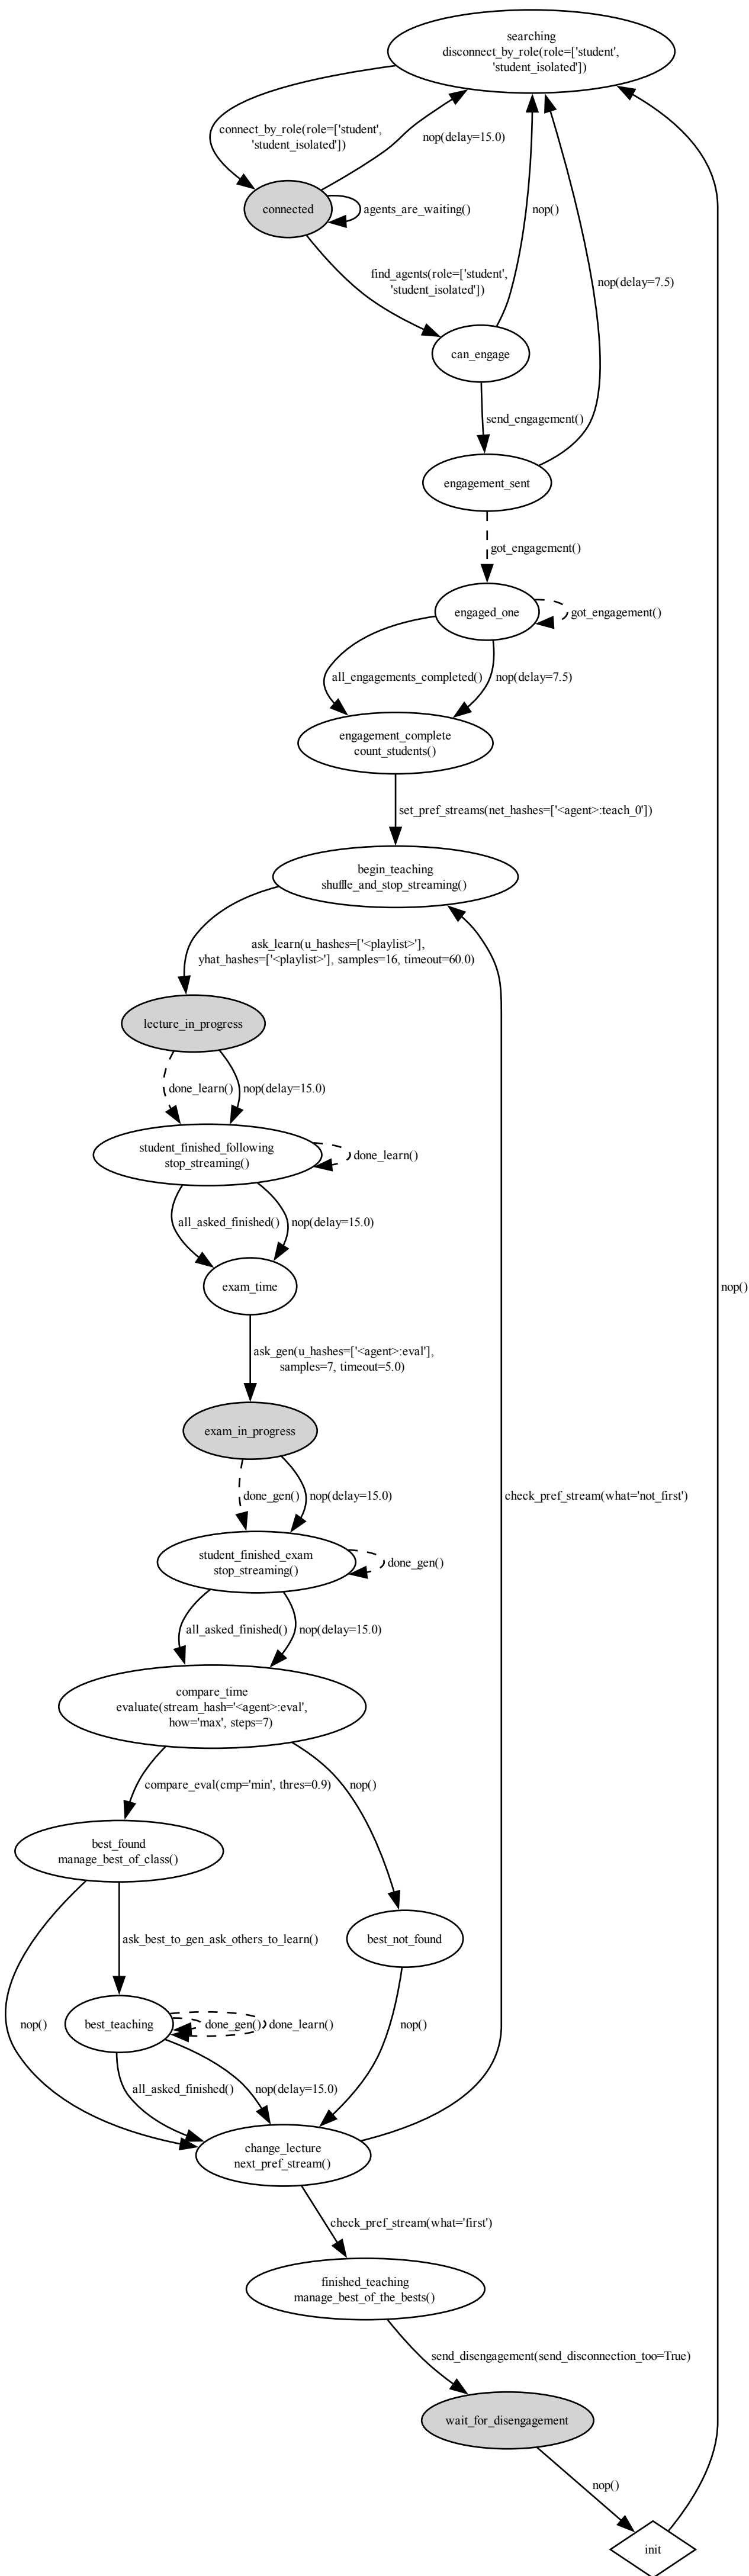 searching
disconnect_by_role(role=['student',
'student_isolated'])
connect_by_role(role=['student',
'student_isolated'])
nop(delay=15.0)
connected
agents_are_waiting()
nop()
find_agents(role=['student',
'student_isolated'])
nop(delay=7.5)
can_engage
send_engagement()
engagement_sent
got_engagement()
engaged_one
got_engagement()
all_engagements_completed()
nop(delay=7.5)
engagement_complete
count_students()
set_pref_streams(net_hashes=['<agent>:teach_0'])
begin_teaching
shuffle_and_stop_streaming()
ask_learn(u_hashes=['<playlist>'],
yhat_hashes=['<playlist>'], samples=16, timeout=60.0)
lecture_in_progress
done_learn()
nop(delay=15.0)
student_finished_following
stop_streaming()
done_learn()
all_asked_finished()
nop(delay=15.0)
exam_time
nop()
ask_gen(u_hashes=['<agent>:eval'],
samples=7, timeout=5.0)
exam_in_progress
done_gen()
nop(delay=15.0)
check_pref_stream(what='not_first')
student_finished_exam
stop_streaming()
done_gen()
all_asked_finished()
nop(delay=15.0)
compare_time
evaluate(stream_hash='<agent>:eval',
how='max', steps=7)
compare_eval(cmp='min', thres=0.9)
nop()
best_found
manage_best_of_class()
ask_best_to_gen_ask_others_to_learn()
best_not_found
nop()
best_teaching
done_gen()
done_learn()
nop()
all_asked_finished()
nop(delay=15.0)
change_lecture
next_pref_stream()
check_pref_stream(what='first')
finished_teaching
manage_best_of_the_bests()
send_disengagement(send_disconnection_too=True)
wait_for_disengagement
nop()
init